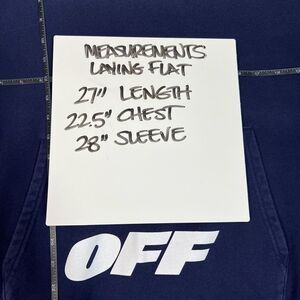 MEASUREMENTS
LAYING FLAT
27" LENGTH
22.5" CHEST
28" SLEEVE
OFF